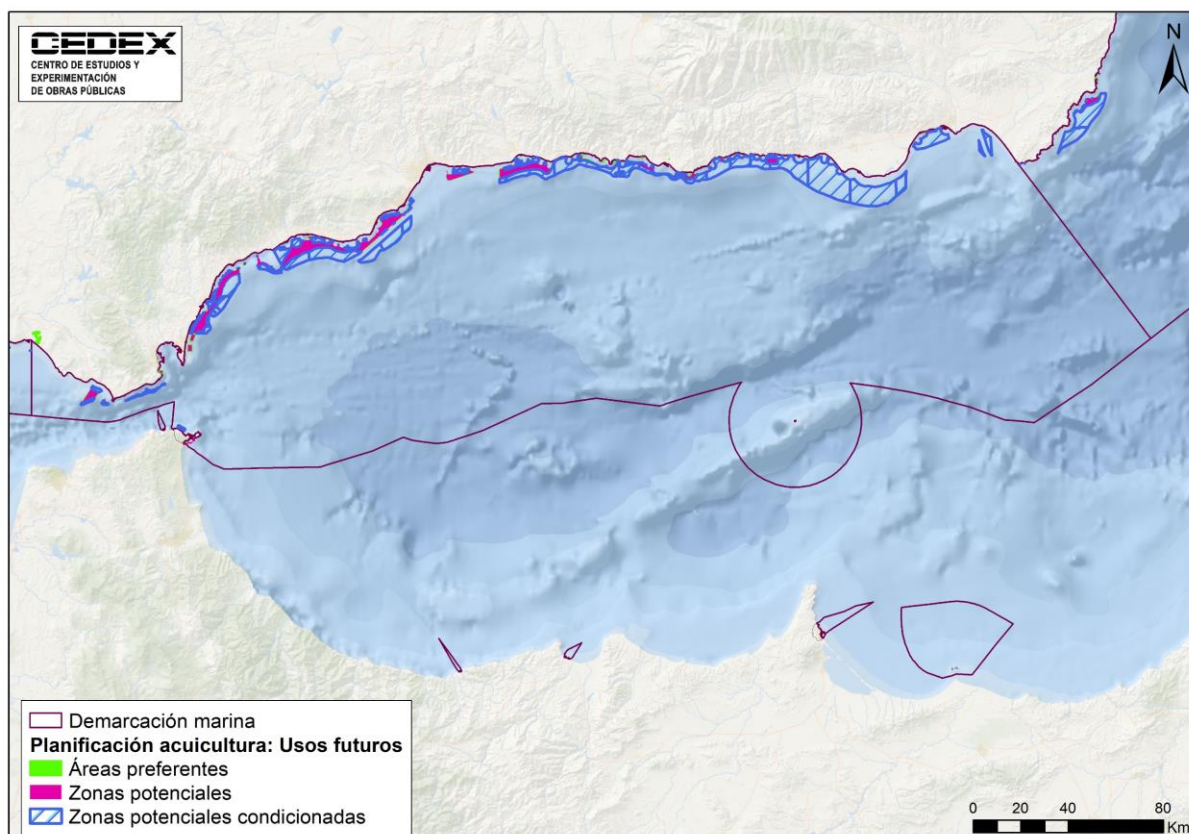 CEDEX
CENTRO DE ESTUDIOS Y
EXPERIMENTACIÓN
DE OBRAS PÚBLICAS
N
Demarcación marina
Planificación acuicultura: Usos futuros
Áreas preferentes
Zonas potenciales
Zonas potenciales condicionadas
0 20 40 80
Km